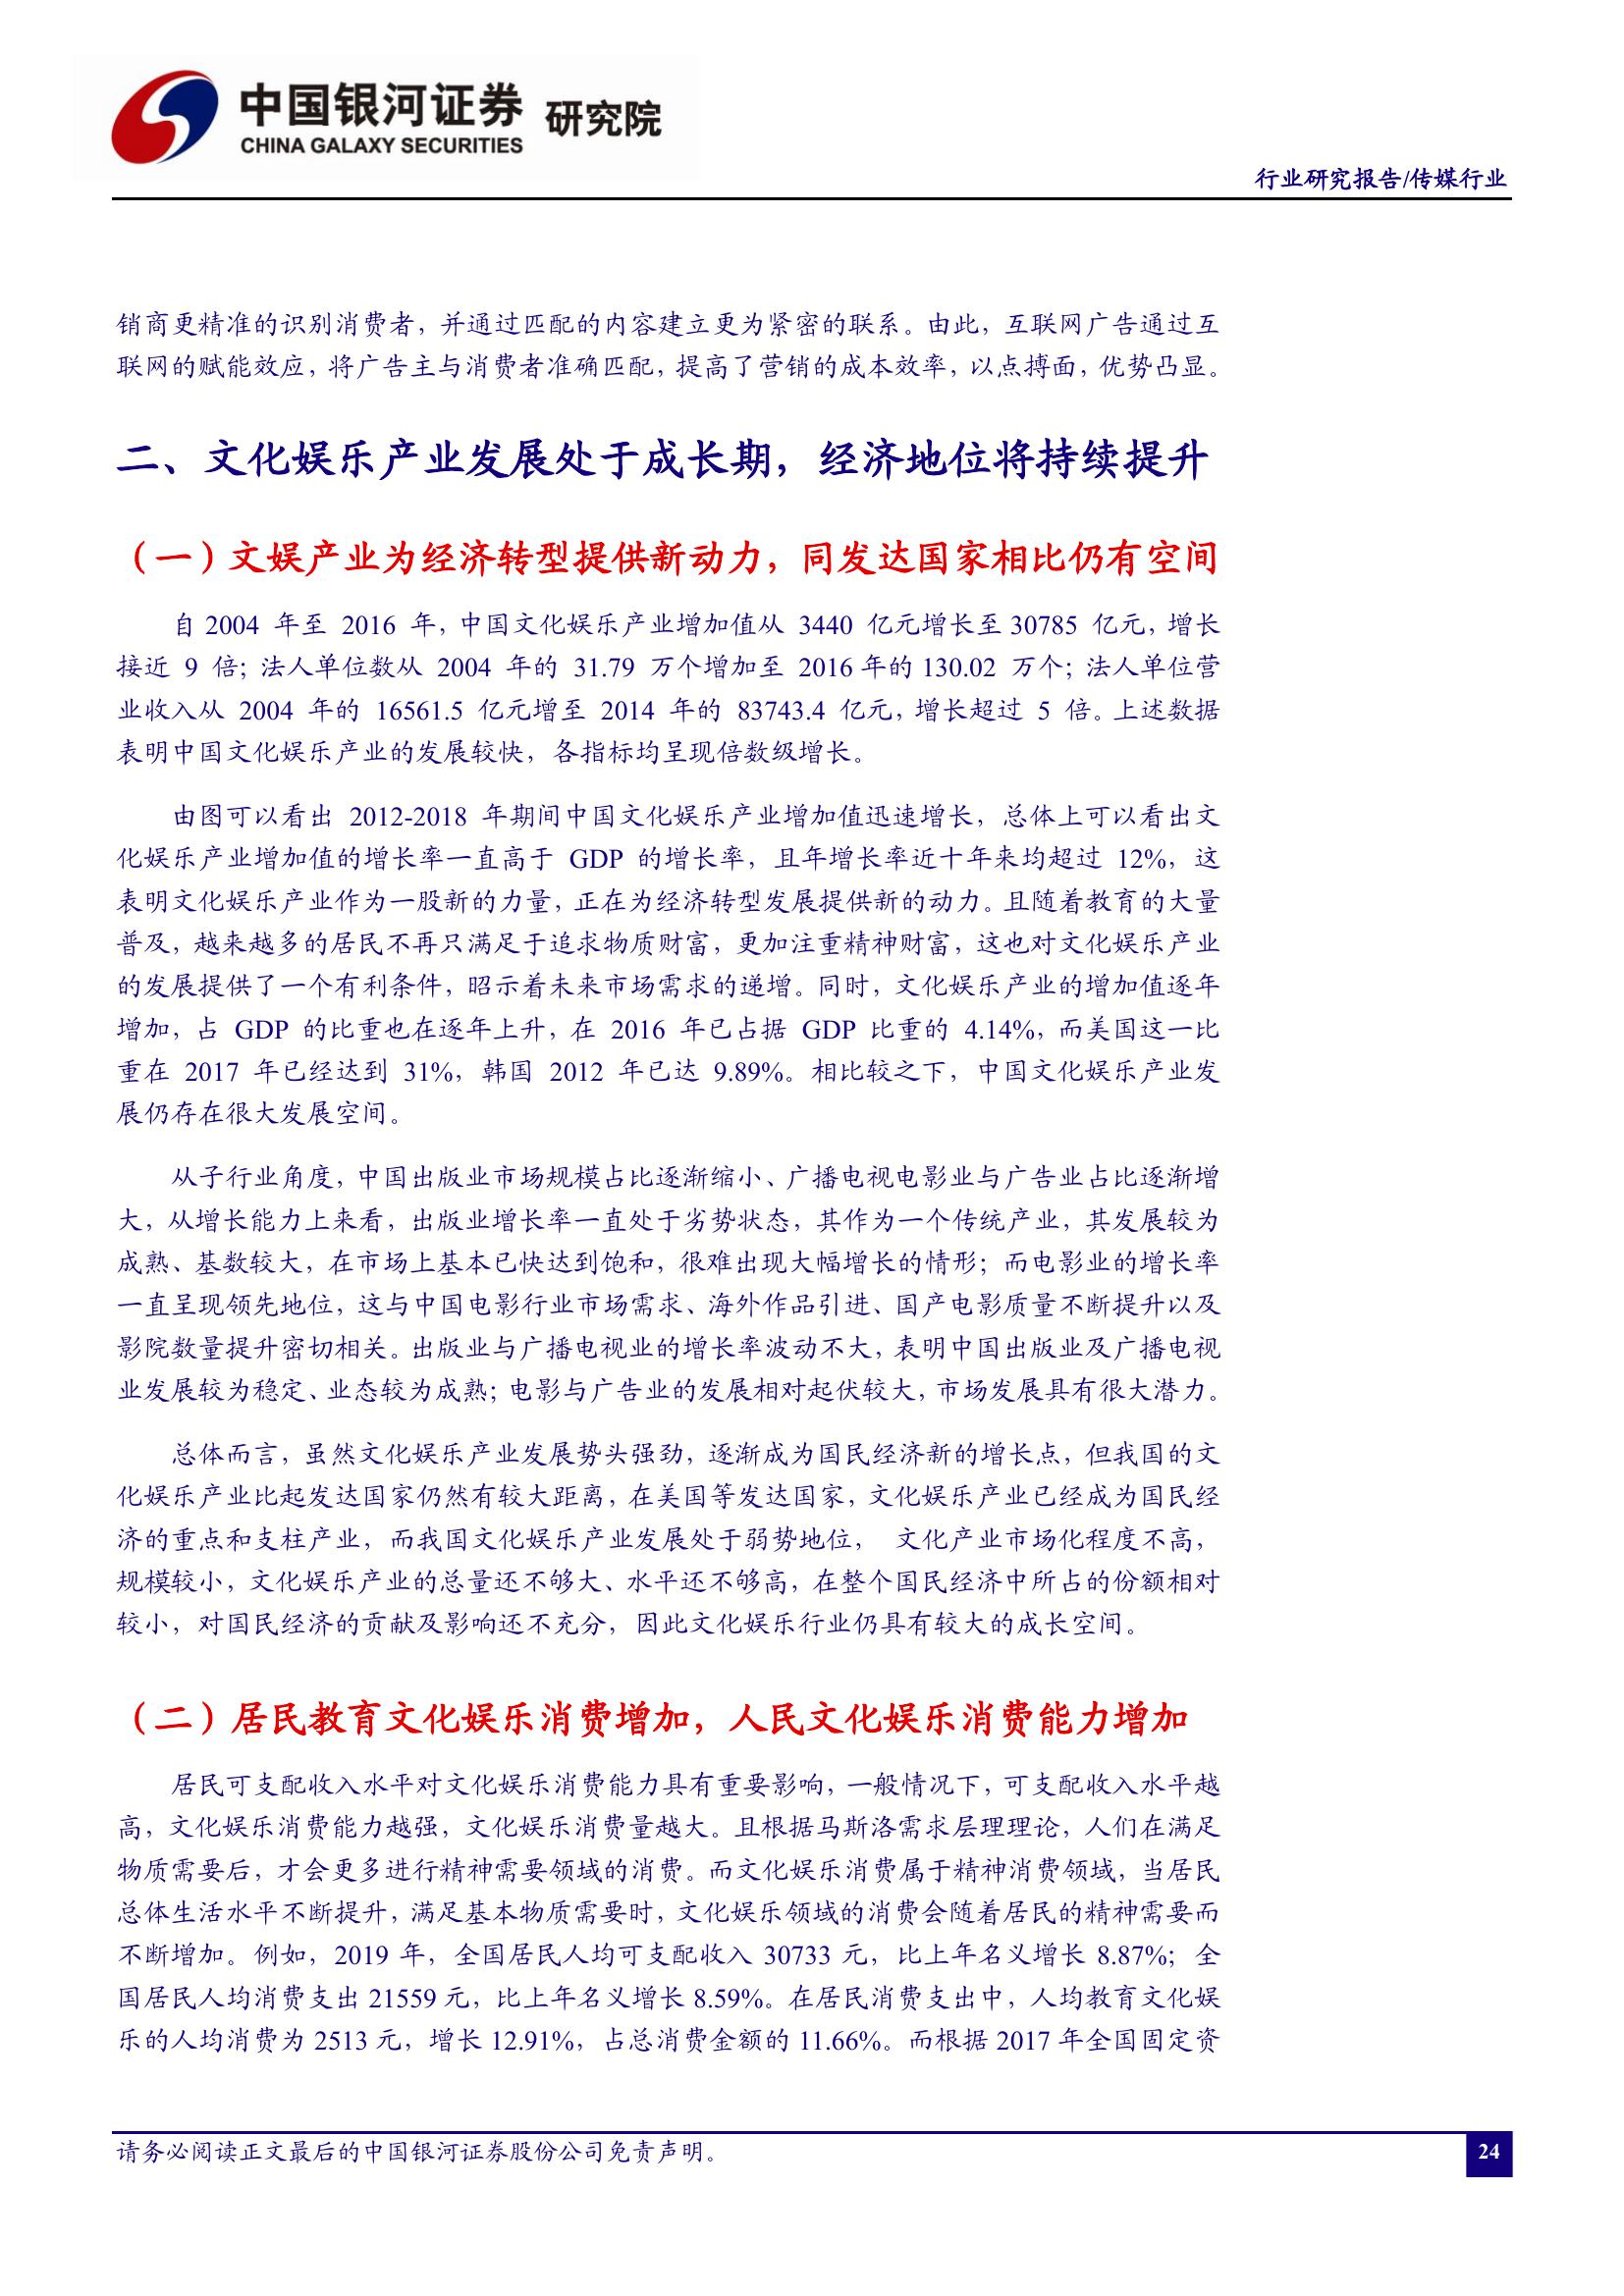 中国银河证券 研究院
CHINA GALAXY SECURITIES
行业研究报告/传媒行业
销商更精准的识别消费者，并通过匹配的内容建立更为紧密的联系。由此，互联网广告通过互
联网的赋能效应，将广告主与消费者准确匹配，提高了营销的成本效率，以点搏面，优势凸显。
二、文化娱乐产业发展处于成长期，经济地位将持续提升
（一）文娱产业为经济转型提供新动力，同发达国家相比仍有空间
自 2004 年至 2016 年，中国文化娱乐产业增加值从 3440 亿元增长至 30785 亿元，增长
接近 9 倍；法人单位数从 2004 年的 31.79 万个增加至 2016 年的 130.02 万个；法人单位营
业收入从 2004 年的 16561.5 亿元增至 2014 年的 83743.4 亿元，增长超过 5 倍。上述数据
表明中国文化娱乐产业的发展较快，各指标均呈现倍数级增长。
由图可以看出 2012-2018 年期间中国文化娱乐产业增加值迅速增长，总体上可以看出文
化娱乐产业增加值的增长率一直高于 GDP 的增长率，且年增长率近十年来均超过 12%，这
表明文化娱乐产业作为一股新的力量，正在为经济转型发展提供新的动力。且随着教育的大量
普及，越来越多的居民不再只满足于追求物质财富，更加注重精神财富，这也对文化娱乐产业
的发展提供了一个有利条件，昭示着未来市场需求的递增。同时，文化娱乐产业的增加值逐年
增加，占 GDP 的比重也在逐年上升，在 2016 年已占据 GDP 比重的 4.14%，而美国这一比
重在 2017 年已经达到 31%，韩国 2012 年已达 9.89%。相比较之下，中国文化娱乐产业发
展仍存在很大发展空间。
从子行业角度，中国出版业市场规模占比逐渐缩小、广播电视电影业与广告业占比逐渐增
大，从增长能力上来看，出版业增长率一直处于劣势状态，其作为一个传统产业，其发展较为
成熟、基数较大，在市场上基本已快达到饱和，很难出现大幅增长的情形；而电影业的增长率
一直呈现领先地位，这与中国电影行业市场需求、海外作品引进、国产电影质量不断提升以及
影院数量提升密切相关。出版业与广播电视业的增长率波动不大，表明中国出版业及广播电视
业发展较为稳定、业态较为成熟；电影与广告业的发展相对起伏较大，市场发展具有很大潜力。
总体而言，虽然文化娱乐产业发展势头强劲，逐渐成为国民经济新的增长点，但我国的文
化娱乐产业比起发达国家仍然有较大距离，在美国等发达国家，文化娱乐产业已经成为国民经
济的重点和支柱产业，而我国文化娱乐产业发展处于弱势地位， 文化产业市场化程度不高，
规模较小，文化娱乐产业的总量还不够大、水平还不够高，在整个国民经济中所占的份额相对
较小，对国民经济的贡献及影响还不充分，因此文化娱乐行业仍具有较大的成长空间。
（二）居民教育文化娱乐消费增加，人民文化娱乐消费能力增加
居民可支配收入水平对文化娱乐消费能力具有重要影响，一般情况下，可支配收入水平越
高，文化娱乐消费能力越强，文化娱乐消费量越大。且根据马斯洛需求层理理论，人们在满足
物质需要后，才会更多进行精神需要领域的消费。而文化娱乐消费属于精神消费领域，当居民
总体生活水平不断提升，满足基本物质需要时，文化娱乐领域的消费会随着居民的精神需要而
不断增加。例如，2019 年，全国居民人均可支配收入 30733 元，比上年名义增长 8.87%；全
国居民人均消费支出 21559 元，比上年名义增长 8.59%。在居民消费支出中，人均教育文化娱
乐的人均消费为 2513 元，增长 12.91%，占总消费金额的 11.66%。而根据 2017 年全国固定资
请务必阅读正文最后的中国银河证券股份公司免责声明。
24